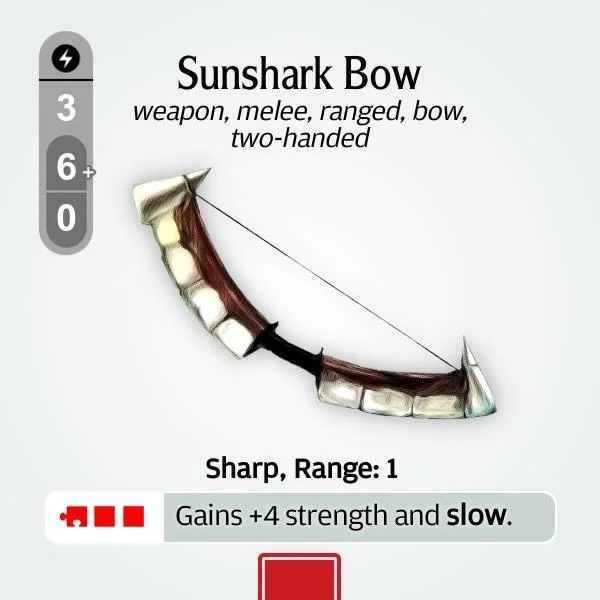 Sunshark Bow
weapon, melee, ranged, bow,
two-handed
3
6+
0
Sharp, Range: 1
Gains +4 strength and slow.